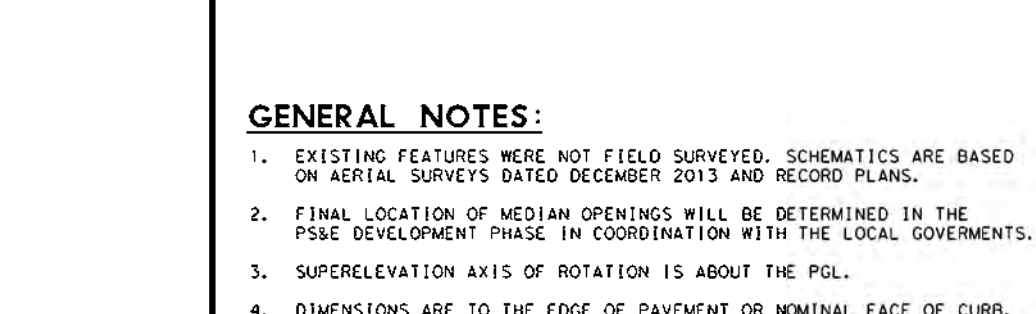 GENERAL NOTES:
1. EXISTING FEATURES WERE NOT FIELD SURVEYED. SCHEMATICS ARE BASED
ON AERIAL SURVEYS DATED DECEMBER 2013 AND RECORD PLANS.
2. FINAL LOCATION OF MEDIAN OPENINGS WILL BE DETERMINED IN THE
PS&E DEVELOPMENT PHASE IN COORDINATION WITH THE LOCAL GOVERMENTS.
3. SUPERELEVATION AXIS OF ROTATION IS ABOUT THE PGL.
4. DIMENSIONS ARE TO THE EDGE OF PAVEMENT OR NOMINAL FACE OF CURB.